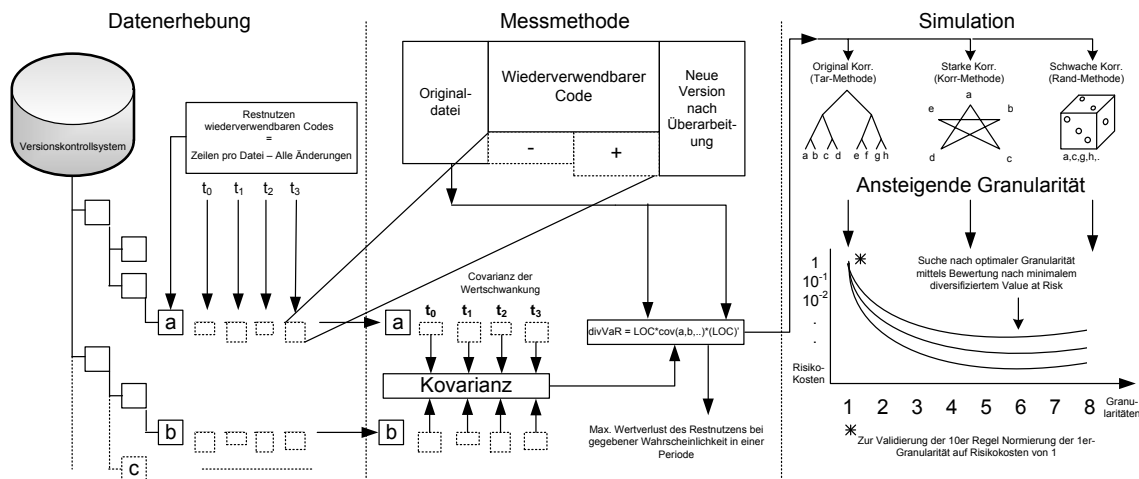 Datenerhebung
Versionskontrollsystem
Restnutzen
wiederverwendbaren Codes
=
Zeilen pro Datei – Alle Änderungen
t0 t1 t2 t3
a
b
c
Messmethode
Original-
datei
Wiederverwendbarer
Code
- +
Neue
Version
nach
Überarbeit-
ung
Covarianz der
Wertschwankung
a t0 t1 t2 t3
Kovarianz
b
divVaR = LOC*cov(a,b,..)*(LOC)'
Max. Wertverlust des Restnutzens bei
gegebener Wahrscheinlichkeit in einer
Periode
Simulation
Original Korr.
(Tar-Methode)
a b c d e f g h
Starke Korr.
(Korr-Methode)
a
e b
d c
Schwache Korr.
(Rand-Methode)
a,c,g,h,.
Ansteigende Granularität
Suche nach optimaler Granularität
mittels Bewertung nach minimalem
diversifiziertem Value at Risk
1
10-1
10-2
.
.
Risiko-
Kosten
1 2 3 4 5 6 7 8
Granu-
laritäten
* Zur Validierung der 10er Regel Normierung der 1er-
Granularität auf Risikokosten von 1